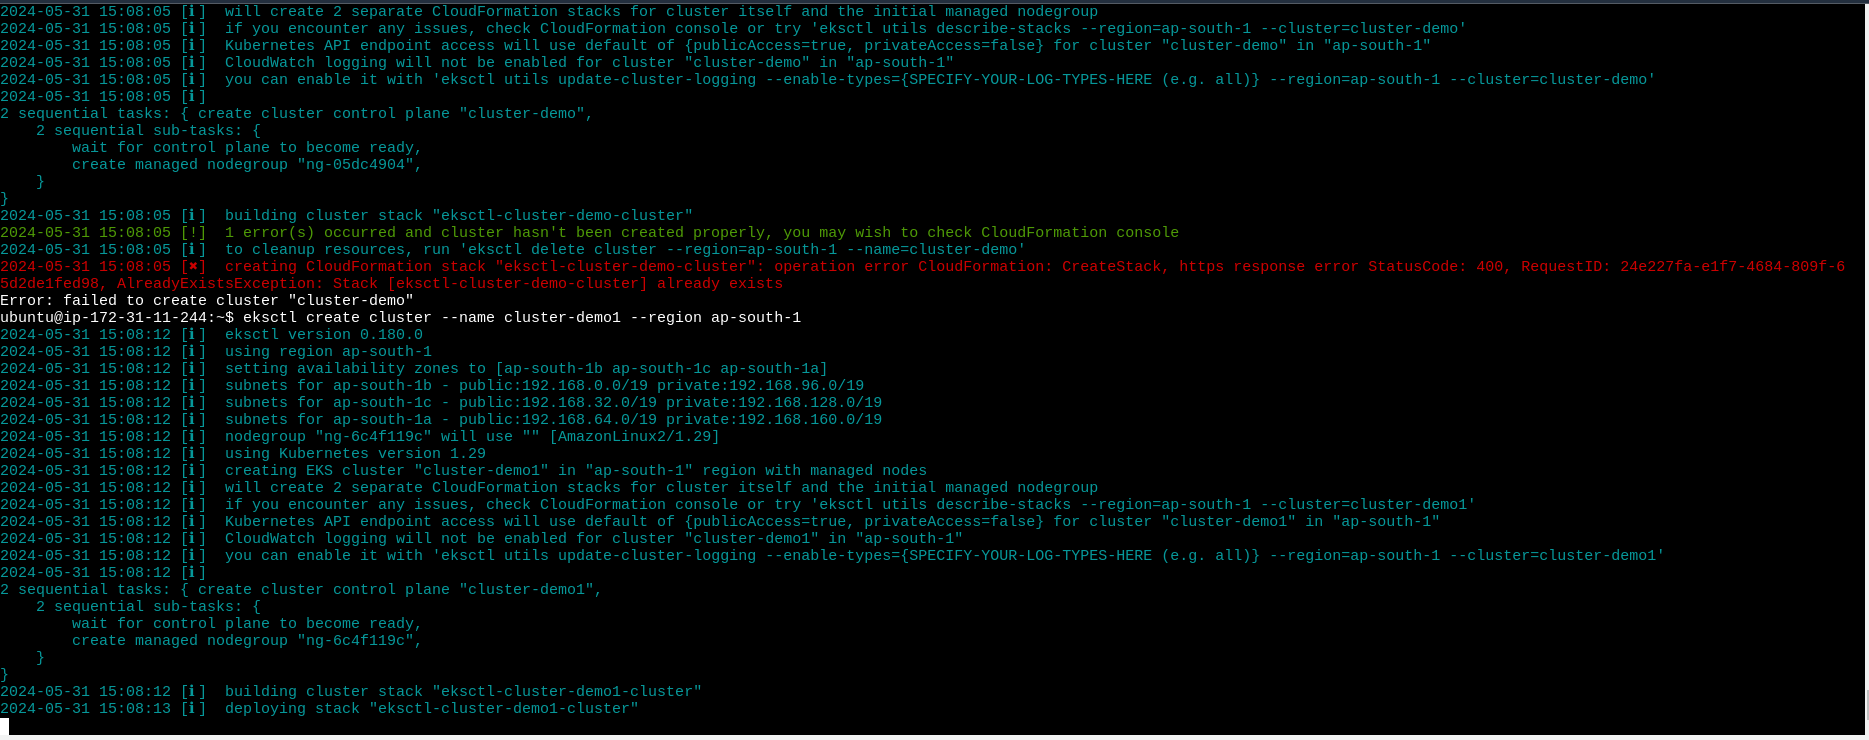 2024-05-31 15:08:05 [ℹ]  will create 2 separate CloudFormation stacks for cluster itself and the initial managed nodegroup
2024-05-31 15:08:05 [ℹ]  if you encounter any issues, check CloudFormation console or try 'eksctl utils describe-stacks --region=ap-south-1 --cluster=cluster-demo'
2024-05-31 15:08:05 [ℹ]  Kubernetes API endpoint access will use default of {publicAccess=true, privateAccess=false} for cluster "cluster-demo" in "ap-south-1"
2024-05-31 15:08:05 [ℹ]  CloudWatch logging will not be enabled for cluster "cluster-demo" in "ap-south-1"
2024-05-31 15:08:05 [ℹ]  you can enable it with 'eksctl utils update-cluster-logging --enable-types={SPECIFY-YOUR-LOG-TYPES-HERE (e.g. all)} --region=ap-south-1 --cluster=cluster-demo'
2024-05-31 15:08:05 [ℹ]
2 sequential tasks: { create cluster control plane "cluster-demo",
    2 sequential sub-tasks: {
        wait for control plane to become ready,
        create managed nodegroup "ng-05dc4904",
    }
}
2024-05-31 15:08:05 [ℹ]  building cluster stack "eksctl-cluster-demo-cluster"
2024-05-31 15:08:05 [!]  1 error(s) occurred and cluster hasn't been created properly, you may wish to check CloudFormation console
2024-05-31 15:08:05 [ℹ]  to cleanup resources, run 'eksctl delete cluster --region=ap-south-1 --name=cluster-demo'
2024-05-31 15:08:05 [✖]  creating CloudFormation stack "eksctl-cluster-demo-cluster": operation error CloudFormation: CreateStack, https response error StatusCode: 400, RequestID: 24e227fa-e1f7-4684-809f-6
5d2de1fed98, AlreadyExistsException: Stack [eksctl-cluster-demo-cluster] already exists
Error: failed to create cluster "cluster-demo"
ubuntu@ip-172-31-11-244:~$ eksctl create cluster --name cluster-demo1 --region ap-south-1
2024-05-31 15:08:12 [ℹ]  eksctl version 0.180.0
2024-05-31 15:08:12 [ℹ]  using region ap-south-1
2024-05-31 15:08:12 [ℹ]  setting availability zones to [ap-south-1b ap-south-1c ap-south-1a]
2024-05-31 15:08:12 [ℹ]  subnets for ap-south-1b - public:192.168.0.0/19 private:192.168.96.0/19
2024-05-31 15:08:12 [ℹ]  subnets for ap-south-1c - public:192.168.32.0/19 private:192.168.128.0/19
2024-05-31 15:08:12 [ℹ]  subnets for ap-south-1a - public:192.168.64.0/19 private:192.168.160.0/19
2024-05-31 15:08:12 [ℹ]  nodegroup "ng-6c4f119c" will use "" [AmazonLinux2/1.29]
2024-05-31 15:08:12 [ℹ]  using Kubernetes version 1.29
2024-05-31 15:08:12 [ℹ]  creating EKS cluster "cluster-demo1" in "ap-south-1" region with managed nodes
2024-05-31 15:08:12 [ℹ]  will create 2 separate CloudFormation stacks for cluster itself and the initial managed nodegroup
2024-05-31 15:08:12 [ℹ]  if you encounter any issues, check CloudFormation console or try 'eksctl utils describe-stacks --region=ap-south-1 --cluster=cluster-demo1'
2024-05-31 15:08:12 [ℹ]  Kubernetes API endpoint access will use default of {publicAccess=true, privateAccess=false} for cluster "cluster-demo1" in "ap-south-1"
2024-05-31 15:08:12 [ℹ]  CloudWatch logging will not be enabled for cluster "cluster-demo1" in "ap-south-1"
2024-05-31 15:08:12 [ℹ]  you can enable it with 'eksctl utils update-cluster-logging --enable-types={SPECIFY-YOUR-LOG-TYPES-HERE (e.g. all)} --region=ap-south-1 --cluster=cluster-demo1'
2024-05-31 15:08:12 [ℹ]
2 sequential tasks: { create cluster control plane "cluster-demo1",
    2 sequential sub-tasks: {
        wait for control plane to become ready,
        create managed nodegroup "ng-6c4f119c",
    }
}
2024-05-31 15:08:12 [ℹ]  building cluster stack "eksctl-cluster-demo1-cluster"
2024-05-31 15:08:13 [ℹ]  deploying stack "eksctl-cluster-demo1-cluster"